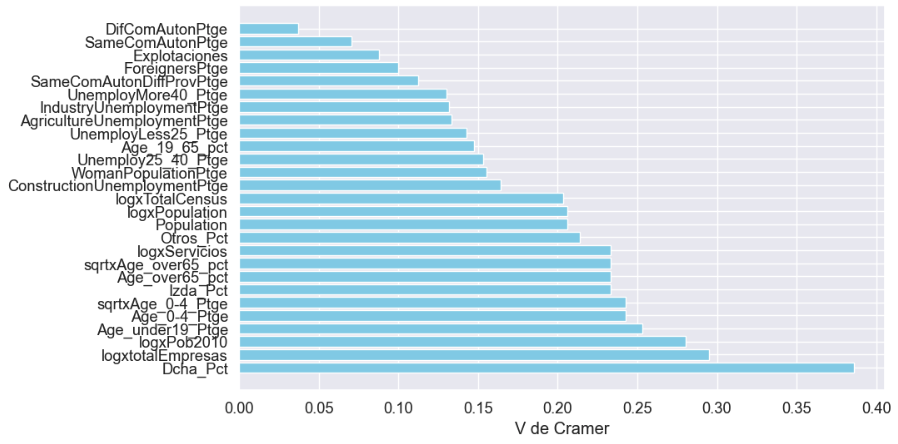 DifComAutonPtge
SameComAutonPtge
Explotaciones
ForeignersPtge
SameComAutonDiffProvPtge
UnemployMore40_Ptge
IndustryUnemploymentPtge
AgricultureUnemploymentPtge
UnemployLess25_Ptge
Age_19_65_pct
Unemploy25_40_Ptge
WomanPopulationPtge
ConstructionUnemploymentPtge
logxTotalCensus
logxPopulation
Population
Otros_Pct
logxServicios
sqrtxAge_over65_pct
Age_over65_pct
Izda_Pct
sqrtxAge_0-4_Ptge
Age_0-4_Ptge
Age_under19_Ptge
logxPob2010
logxtotalEmpresas
Dcha_Pct
0.00 0.05 0.10 0.15 0.20 0.25 0.30 0.35 0.40
V de Cramer